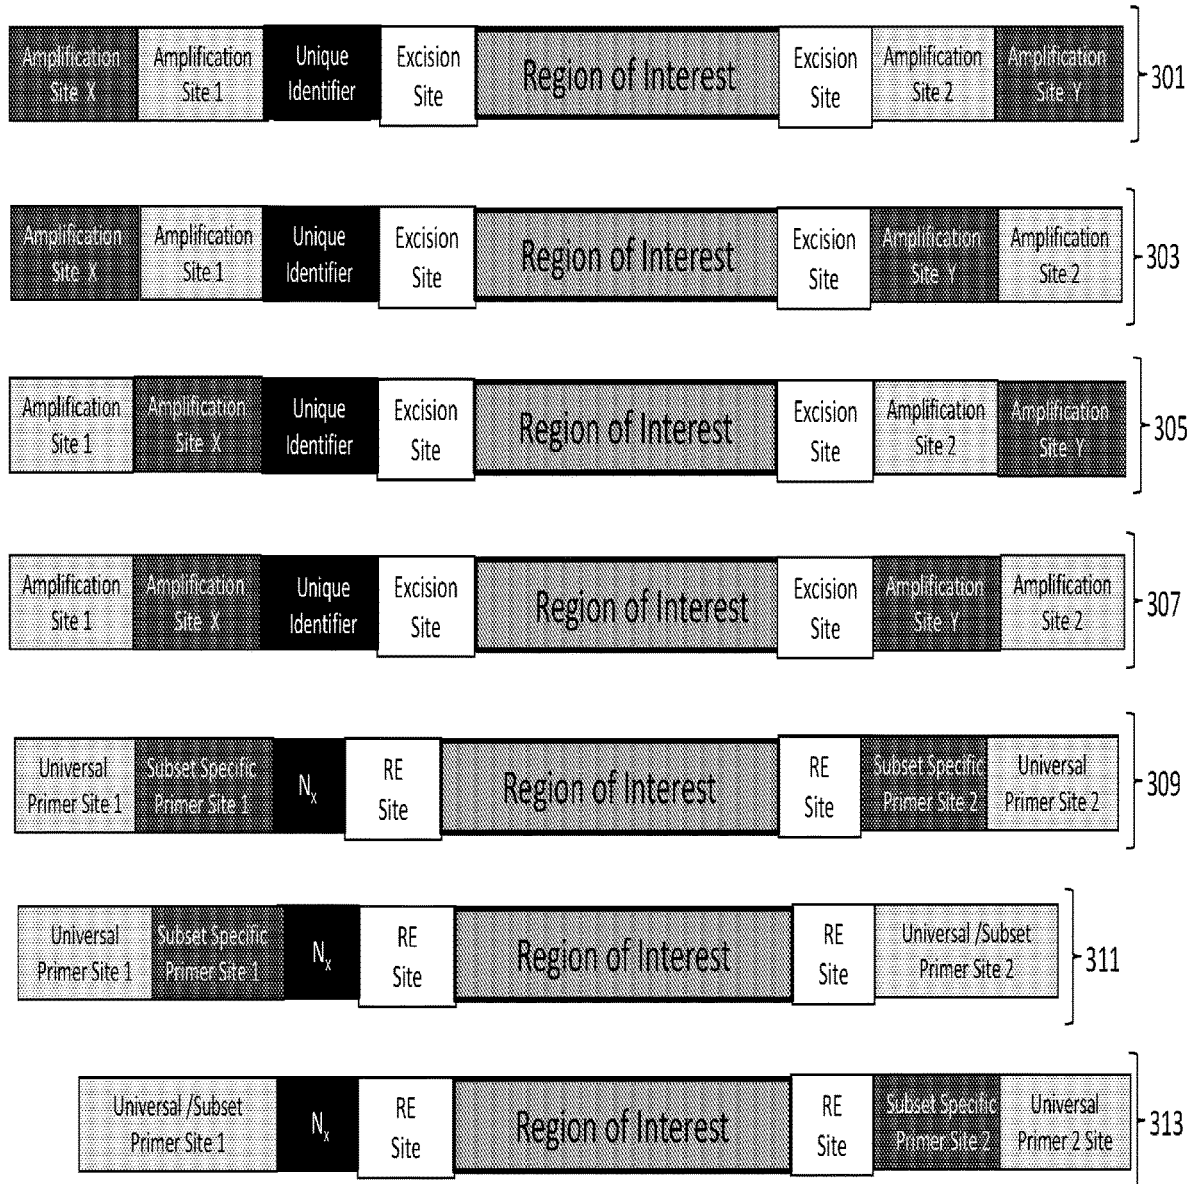 Amplification Site X
Amplification Site 1
Unique Identifier
Excision Site
Region of Interest
Excision Site
Amplification Site 2
Amplification Site Y
301
Amplification Site X
Amplification Site 1
Unique Identifier
Excision Site
Region of Interest
Excision Site
Amplification Site Y
Amplification Site 2
303
Amplification Site 1
Amplification Site X
Unique Identifier
Excision Site
Region of Interest
Excision Site
Amplification Site 2
Amplification Site Y
305
Amplification Site 1
Amplification Site X
Unique Identifier
Excision Site
Region of Interest
Excision Site
Amplification Site Y
Amplification Site 2
307
Universal Primer Site 1
Subset Specific Primer Site 1
Nx
RE Site
Region of Interest
RE Site
Subset Specific Primer Site 2
Universal Primer Site 2
309
Universal Primer Site 1
Subset Specific Primer Site 1
Nx
RE Site
Region of Interest
RE Site
Universal /Subset Primer Site 2
311
Universal /Subset Primer Site 1
Nx
RE Site
Region of Interest
RE Site
Subset Specific Primer Site 2
Universal Primer 2 Site
313